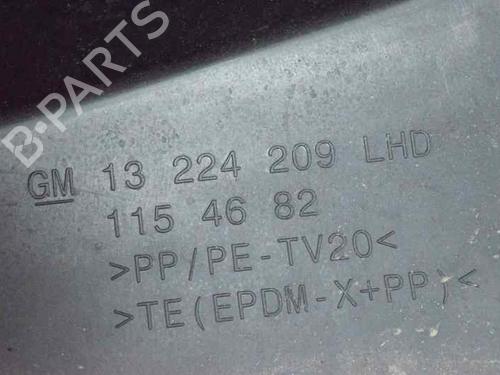 B-PARTS
GM 13 224 209 LHD
115 46 82
>PP/PE-TV20<
>TE(EPDM-X+PP)<